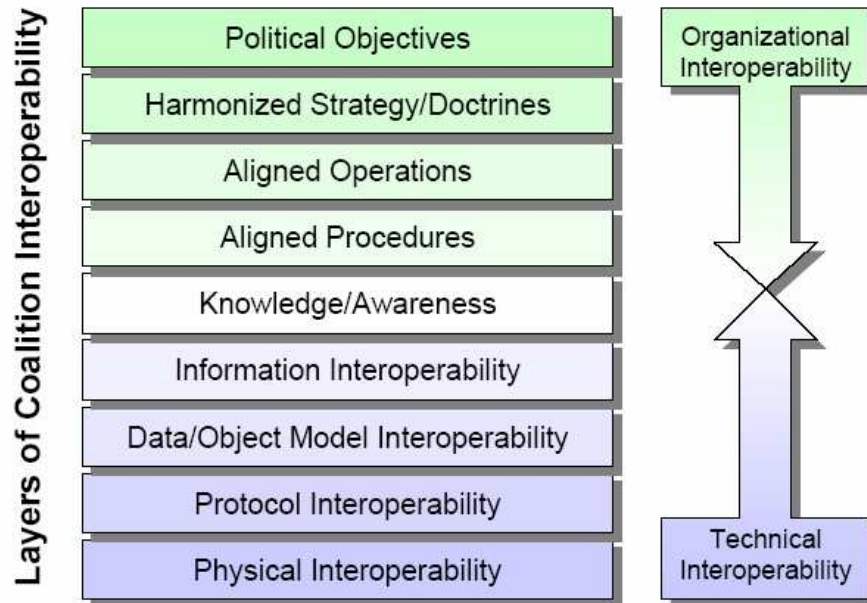 Layers of Coalition Interoperability
Political Objectives
Harmonized Strategy/Doctrines
Aligned Operations
Aligned Procedures
Knowledge/Awareness
Information Interoperability
Data/Object Model Interoperability
Protocol Interoperability
Physical Interoperability
Organizational
Interoperability
Technical
Interoperability